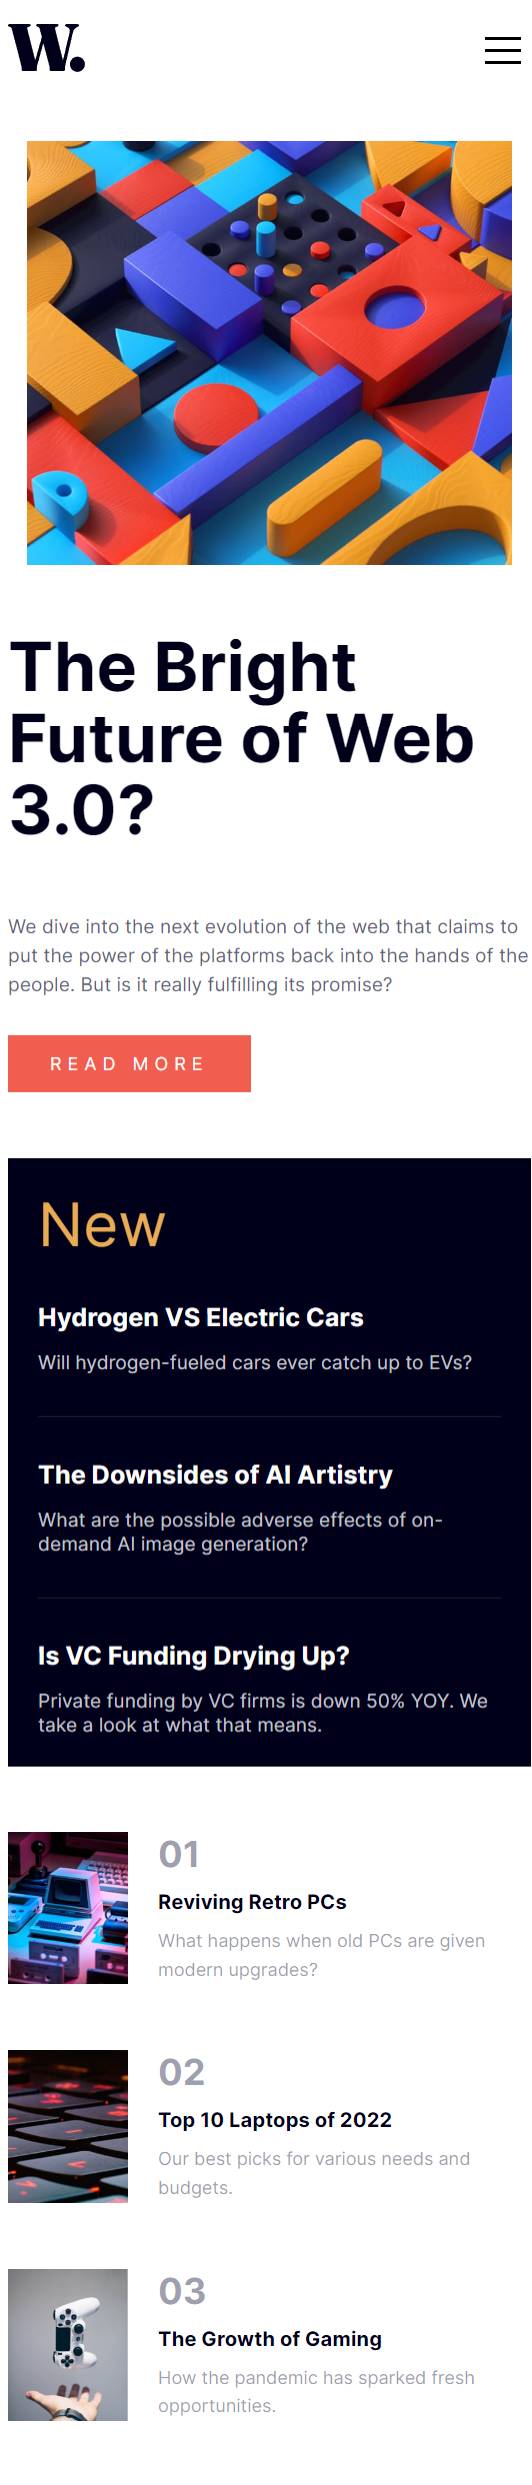 W.
The Bright
Future of Web
3.0?
We dive into the next evolution of the web that claims to
put the power of the platforms back into the hands of the
people. But is it really fulfilling its promise?
READ MORE
New
Hydrogen VS Electric Cars
Will hydrogen-fueled cars ever catch up to EVs?
The Downsides of AI Artistry
What are the possible adverse effects of on-
demand AI image generation?
Is VC Funding Drying Up?
Private funding by VC firms is down 50% YOY. We
take a look at what that means.
01
Reviving Retro PCs
What happens when old PCs are given
modern upgrades?
02
Top 10 Laptops of 2022
Our best picks for various needs and
budgets.
03
The Growth of Gaming
How the pandemic has sparked fresh
opportunities.